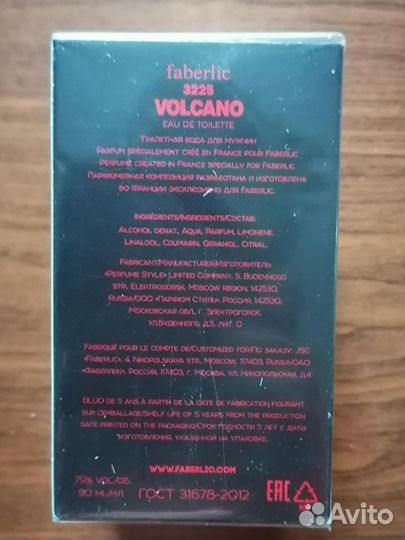 faberlic
3225
VOLCANO
EAU DE TOILETTE
Туалетная вода для мужчин
Parfum spécialement créé en France pour Faberlic
Perfume created in France specially for Faberlic
Парфюмерная композиция разработана и изготовлена
во Франции эксклюзивно для Faberlic.
Ingrédients/Ingredients/Состав:
Alcohol denat., Aqua, Parfum, Limonene,
Linalool, Coumarin, Geraniol, Citral.
Fabricant/Manufacturer/Изготовитель:
«Perfume Style» Limited Company, 5, Budennogo
str., Elektrogorsk, Moscow region, 142530,
Russia/ООО «Парфюм Стиль», Россия, 142530,
Московская обл., г. Электрогорск,
ул.Буденного, д.5, лит. О
Fabriqué pour le compte de/Customized for/По заказу: JSC
«Faberlic», 4, Nikopolskaya str., Moscow, 117403,
Russia/ОАО
«Фаберлик», Россия, 117403, г. Москва, ул. Никопольская, д.4
DLUO de 5 ans à partir de la date de fabrication figurant
sur l'emballage/Shelf life of 5 years from the production
date printed on the packaging/Срок годности 5 лет с даты
изготовления, указанной на упаковке.
www.faberlic.com
79% vol/об.
90 ml/мл ГОСТ 31678-2012 EAC
Avito